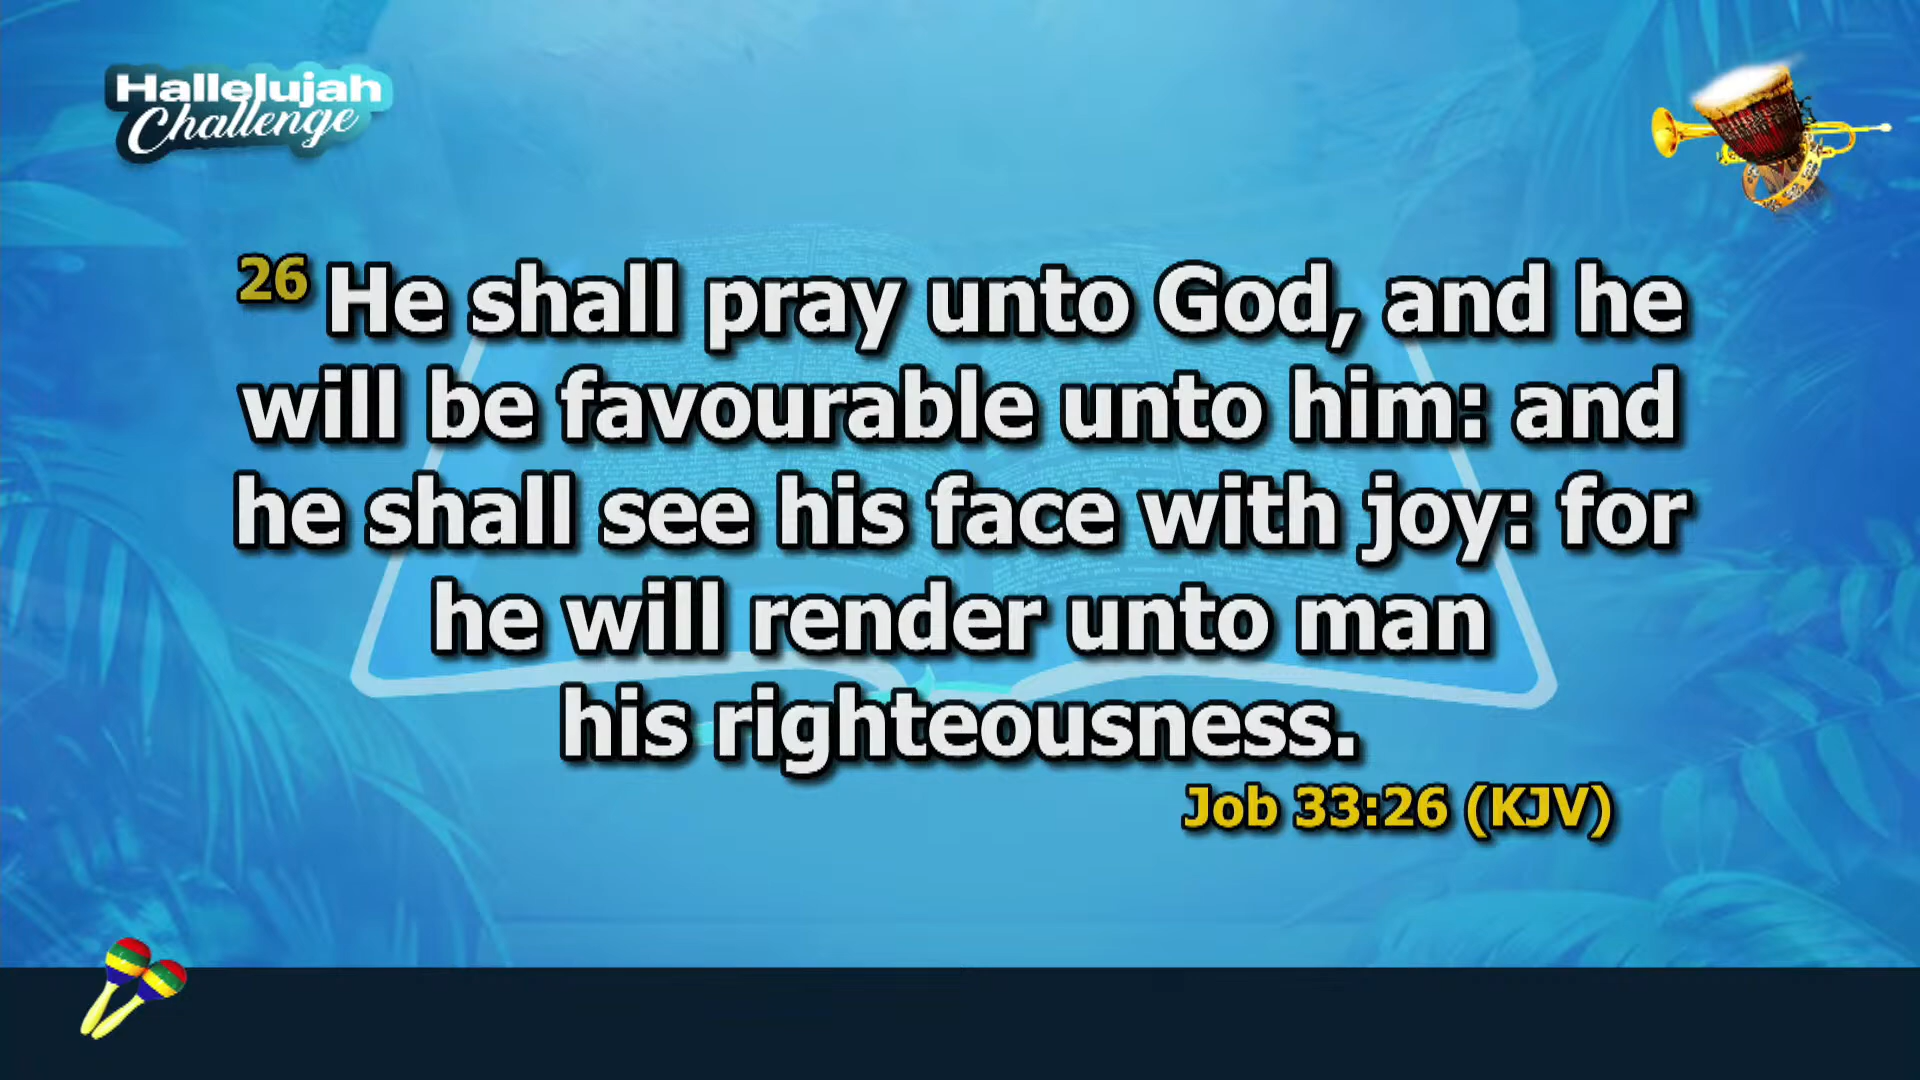 Hallelujah
Challenge
26 He shall pray unto God, and he
will be favourable unto him: and
he shall see his face with joy: for
he will render unto man
his righteousness.
Job 33:26 (KJV)